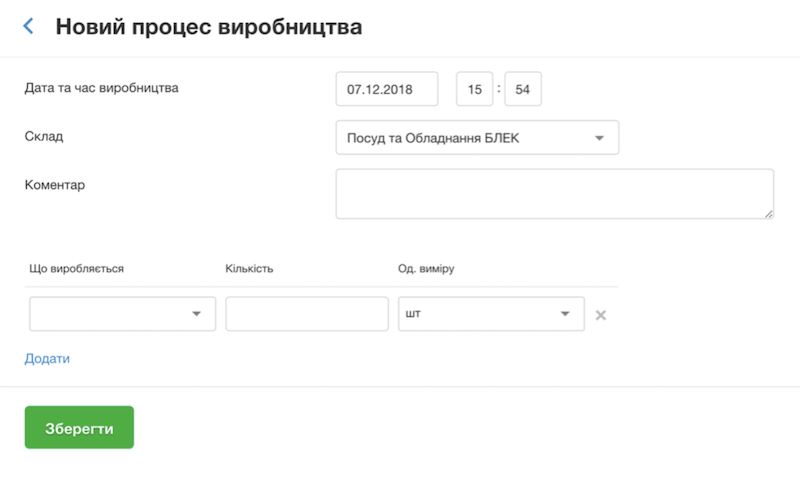 Новий процес виробництва
Дата та час виробництва 07.12.2018 15 : 54
Склад Посуд та Обладнання БЛЕК
Коментар
Що виробляється Кількість Од. виміру
шт
Додати
Зберегти